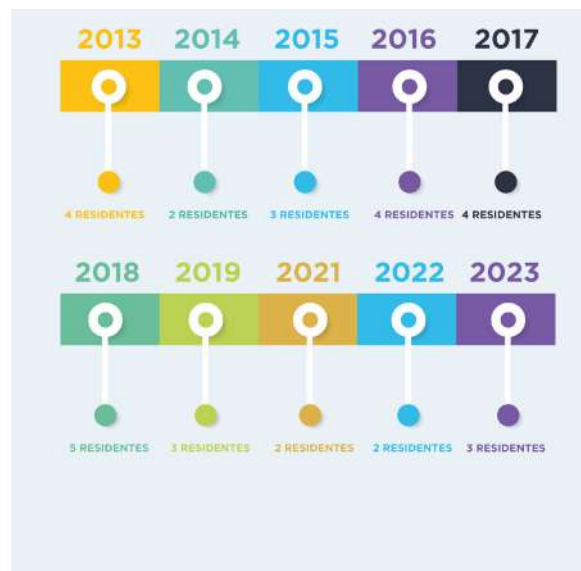 2013 2014 2015 2016 2017
4 RESIDENTES 2 RESIDENTES 3 RESIDENTES 4 RESIDENTES 4 RESIDENTES
2018 2019 2021 2022 2023
5 RESIDENTES 3 RESIDENTES 2 RESIDENTES 2 RESIDENTES 3 RESIDENTES